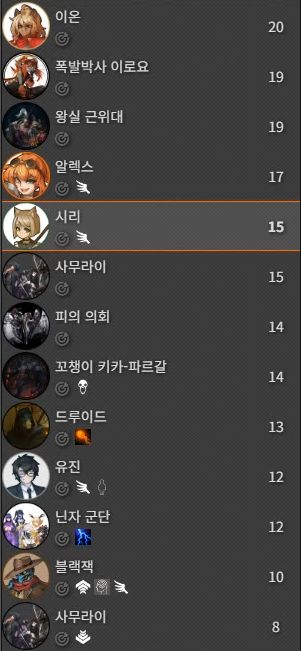 이온 20
폭발박사 이로요 19
왕실 근위대 19
알렉스 17
시리 15
사무라이 15
피의 의회 14
꼬챙이 키카-파르갈 14
드루이드 13
유진 12
닌자 군단 12
블랙잭 10
사무라이 8